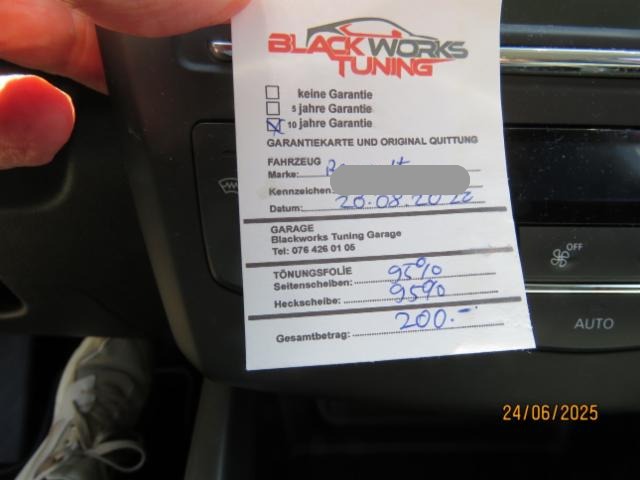 BLACKWORKS
TUNING
keine Garantie
5 jahre Garantie
10 jahre Garantie
GARANTIEKARTE UND ORIGINAL QUITTUNG
FAHRZEUG
Marke:
Kennzeichen:
Datum: 20.08.2022
GARAGE
Blackworks Tuning Garage
Tel: 076 426 01 05
TÖNUNGSFOLIE
Seitenscheiben: 95%
Heckscheibe: 95%
Gesamtbetrag: 200.-
OFF
AUTO
24/06/2025